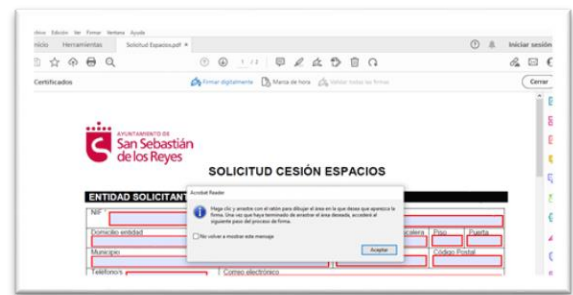 Edición Ver Firmar Ventana Ayuda
Herramientas Solicitud Espacios.pdf Iniciar sesión
1 / 2
Certificados Firmar digitalmente Marca de hora Validar todas las firmas Cerrar
AYUNTAMIENTO DE
San Sebastián
de los Reyes
SOLICITUD CESIÓN ESPACIOS
ENTIDAD SOLICITANT
Acrobat Reader
NIF
Haga clic y arrastre con el ratón para dibujar el área en la que desea que aparezca la
firma. Una vez que haya terminado de arrastrar el área deseada, accederá al
siguiente paso del proceso de firma.
Domicilio entidad Escalera Piso Puerta
No volver a mostrar este mensaje
Aceptar
Municipio Código Postal
Teléfono/s Correo electrónico